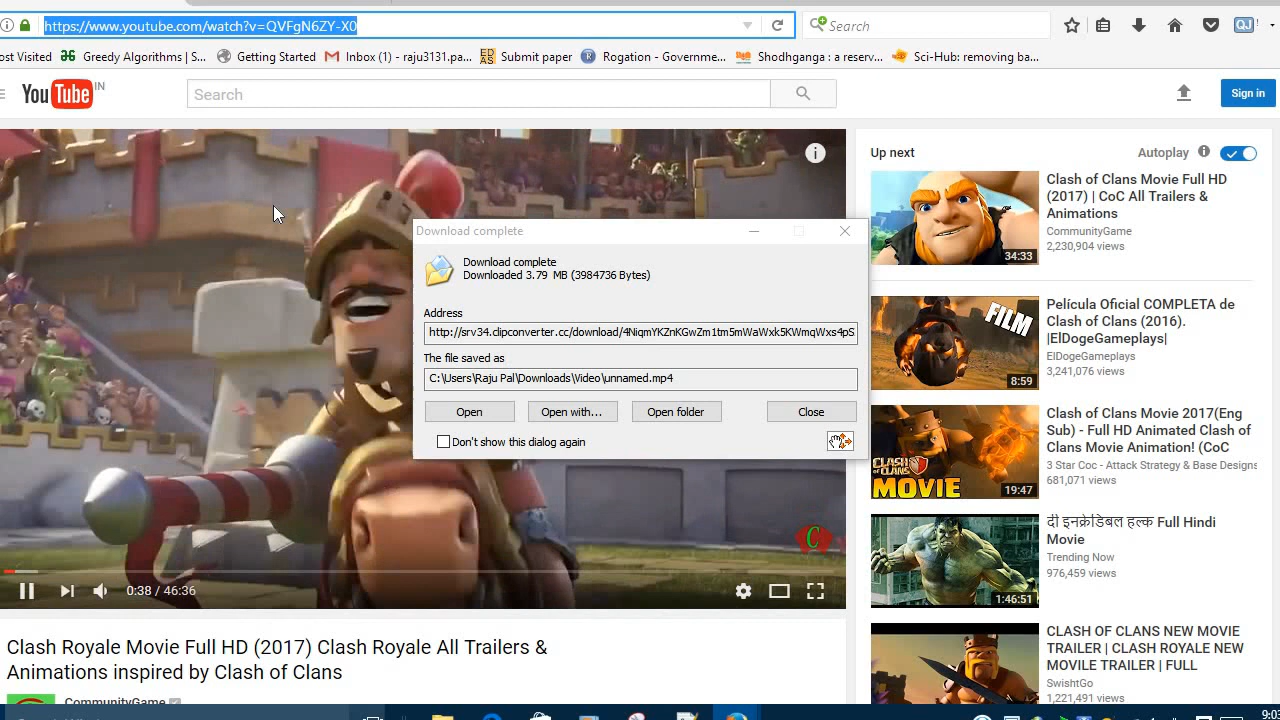 https://www.youtube.com/watch?v=QVFgN6ZY-X0
Search
QJ
ost Visited
Greedy Algorithms | S...
Getting Started
Inbox (1) - raju3131.pa...
EDAS
Submit paper
Rogation - Governme...
Shodhganga : a reserv...
Sci-Hub: removing ba...
YouTube IN
Search
Sign in
Up next
Autoplay
Clash of Clans Movie Full HD
(2017) | CoC All Trailers &
Animations
CommunityGame
2,230,904 views
34:33
Película Oficial COMPLETA de
Clash of Clans (2016).
|ElDogeGameplays|
ElDogeGameplays
3,241,076 views
FILM
8:59
Clash of Clans Movie 2017(Eng
Sub) - Full HD Animated Clash of
Clans Movie Animation! (CoC
3 Star Coc - Attack Strategy & Base Designs
681,071 views
CLASH OF CLANS
MOVIE
19:47
दी इनक्रेडिबल हल्क Full Hindi
Movie
Trending Now
976,459 views
1:46:51
CLASH OF CLANS NEW MOVIE
TRAILER | CLASH ROYALE NEW
MOVILE TRAILER | FULL
SwishtGo
1,221,491 views
Download complete
Download complete
Downloaded 3.79 MB (3984736 Bytes)
Address
http://srv34.clipconverter.cc/download/4NiqmYKZnKGwZm1tm5mWaWxk5KWmqWxs4pS
The file saved as
C:\Users\Raju Pal\Downloads\Video\unnamed.mp4
Open
Open with...
Open folder
Close
Don't show this dialog again
C
0:38 / 46:36
Clash Royale Movie Full HD (2017) Clash Royale All Trailers &
Animations inspired by Clash of Clans
CommunityGame